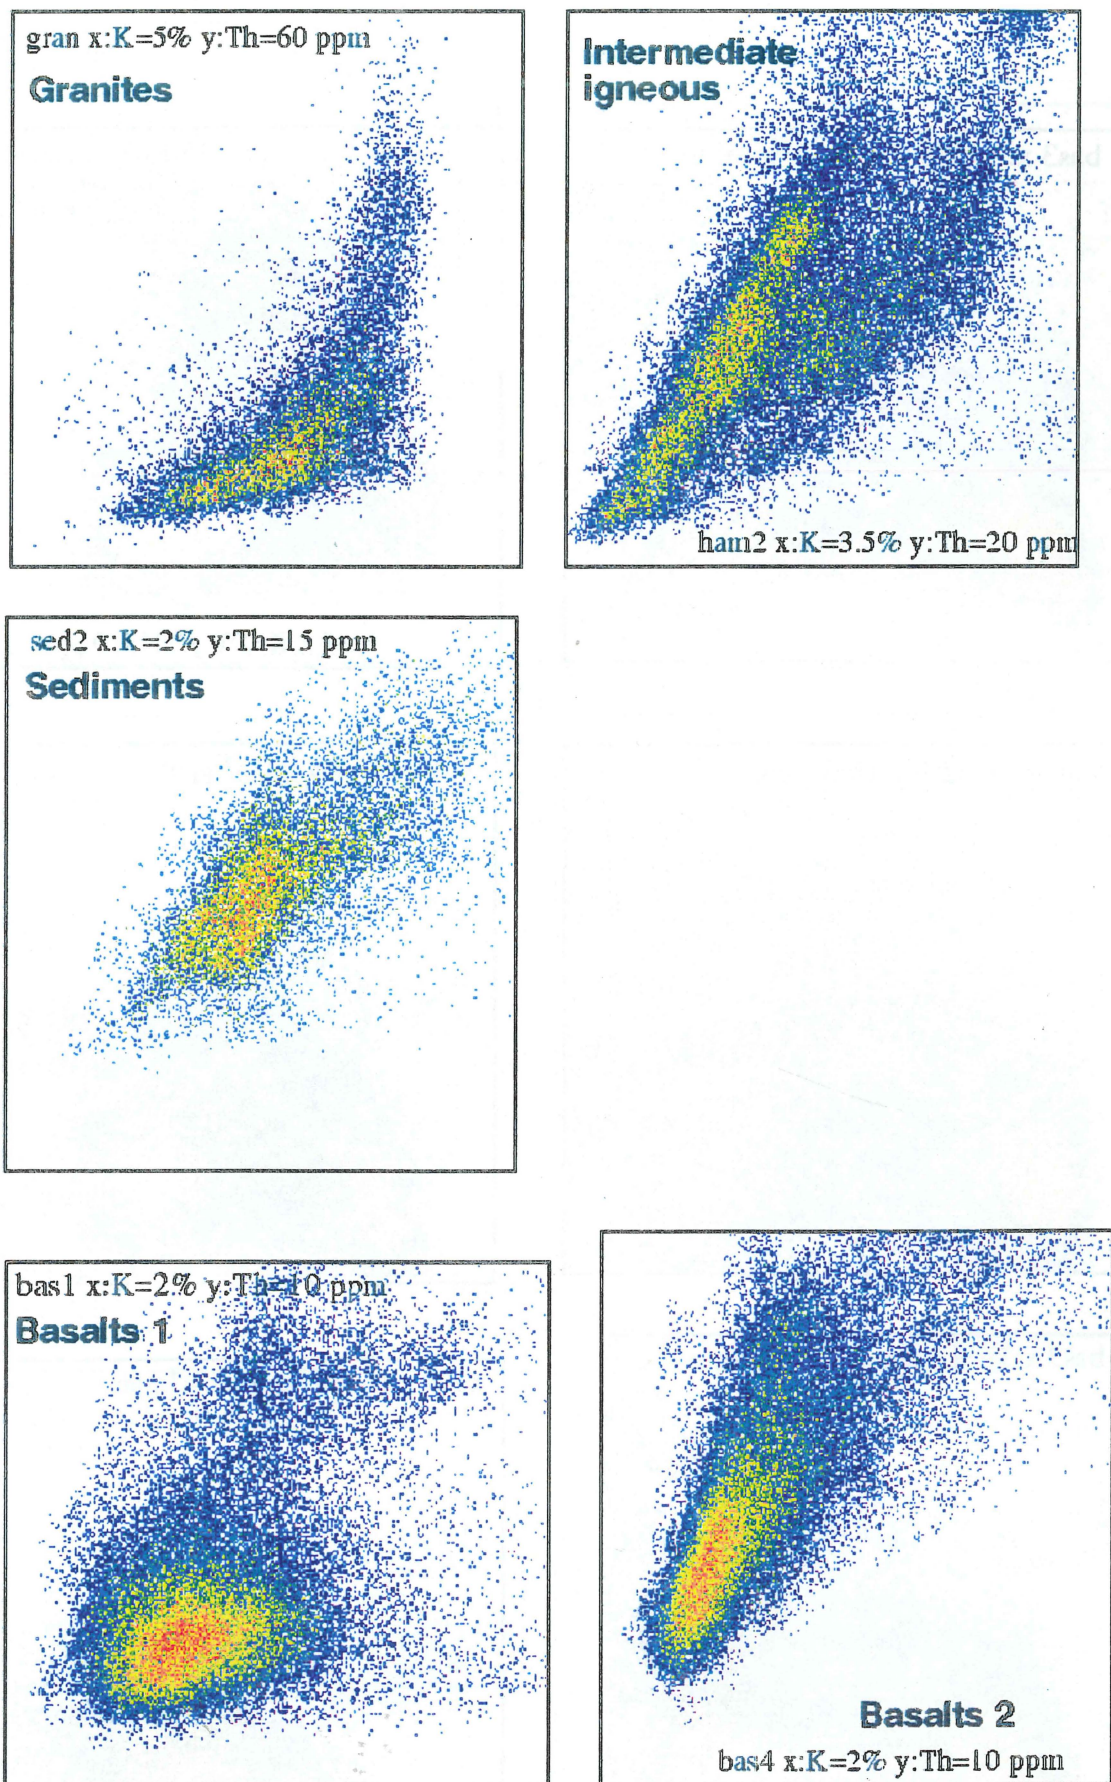 gran x:K=5% y:Th=60 ppm
Granites
Intermediate
igneous
ham2 x:K=3.5% y:Th=20 ppm
sed2 x:K=2% y:Th=15 ppm
Sediments
bas1 x:K=2% y:Th=10 ppm
Basalts 1
Basalts 2
bas4 x:K=2% y:Th=10 ppm